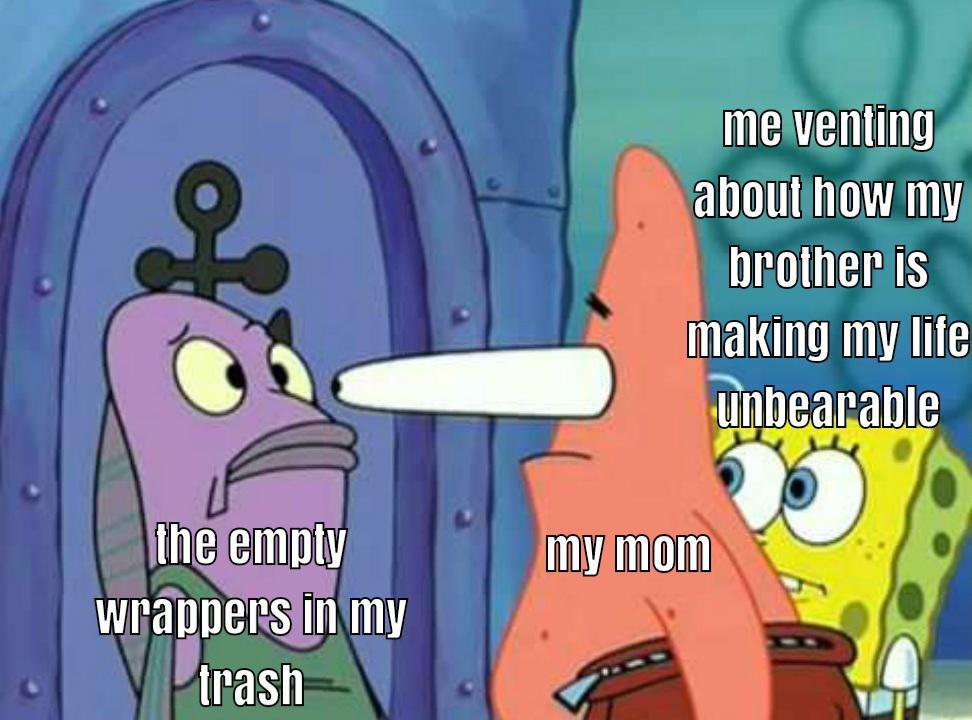 me venting
about how my
brother is
making my life
unbearable
the empty
wrappers in my
trash
my mom